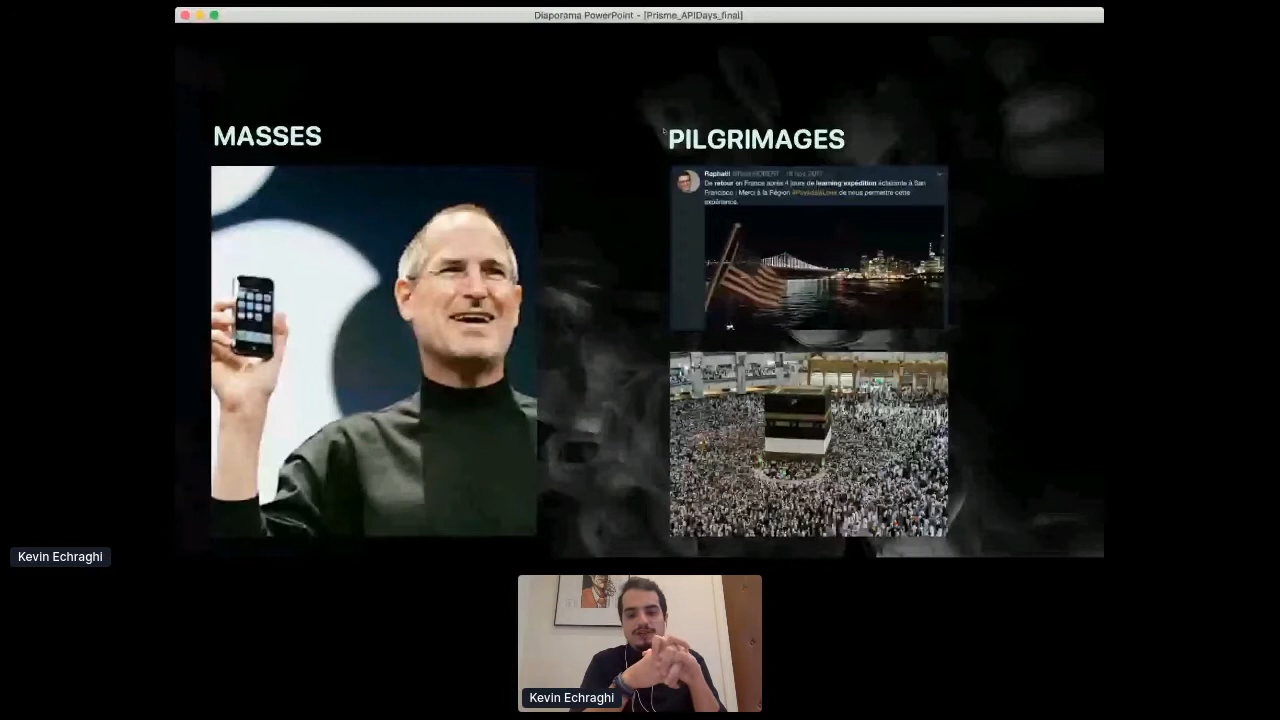 Diaporama PowerPoint - [Prisme_APIDays_final]
MASSES
PILGRIMAGES
Raphaël
De retour en France après 4 jours de learning expédition éclairante à San
Francisco ! Merci à la Région de nous permettre cette
expérience.
Kevin Echraghi
Kevin Echraghi